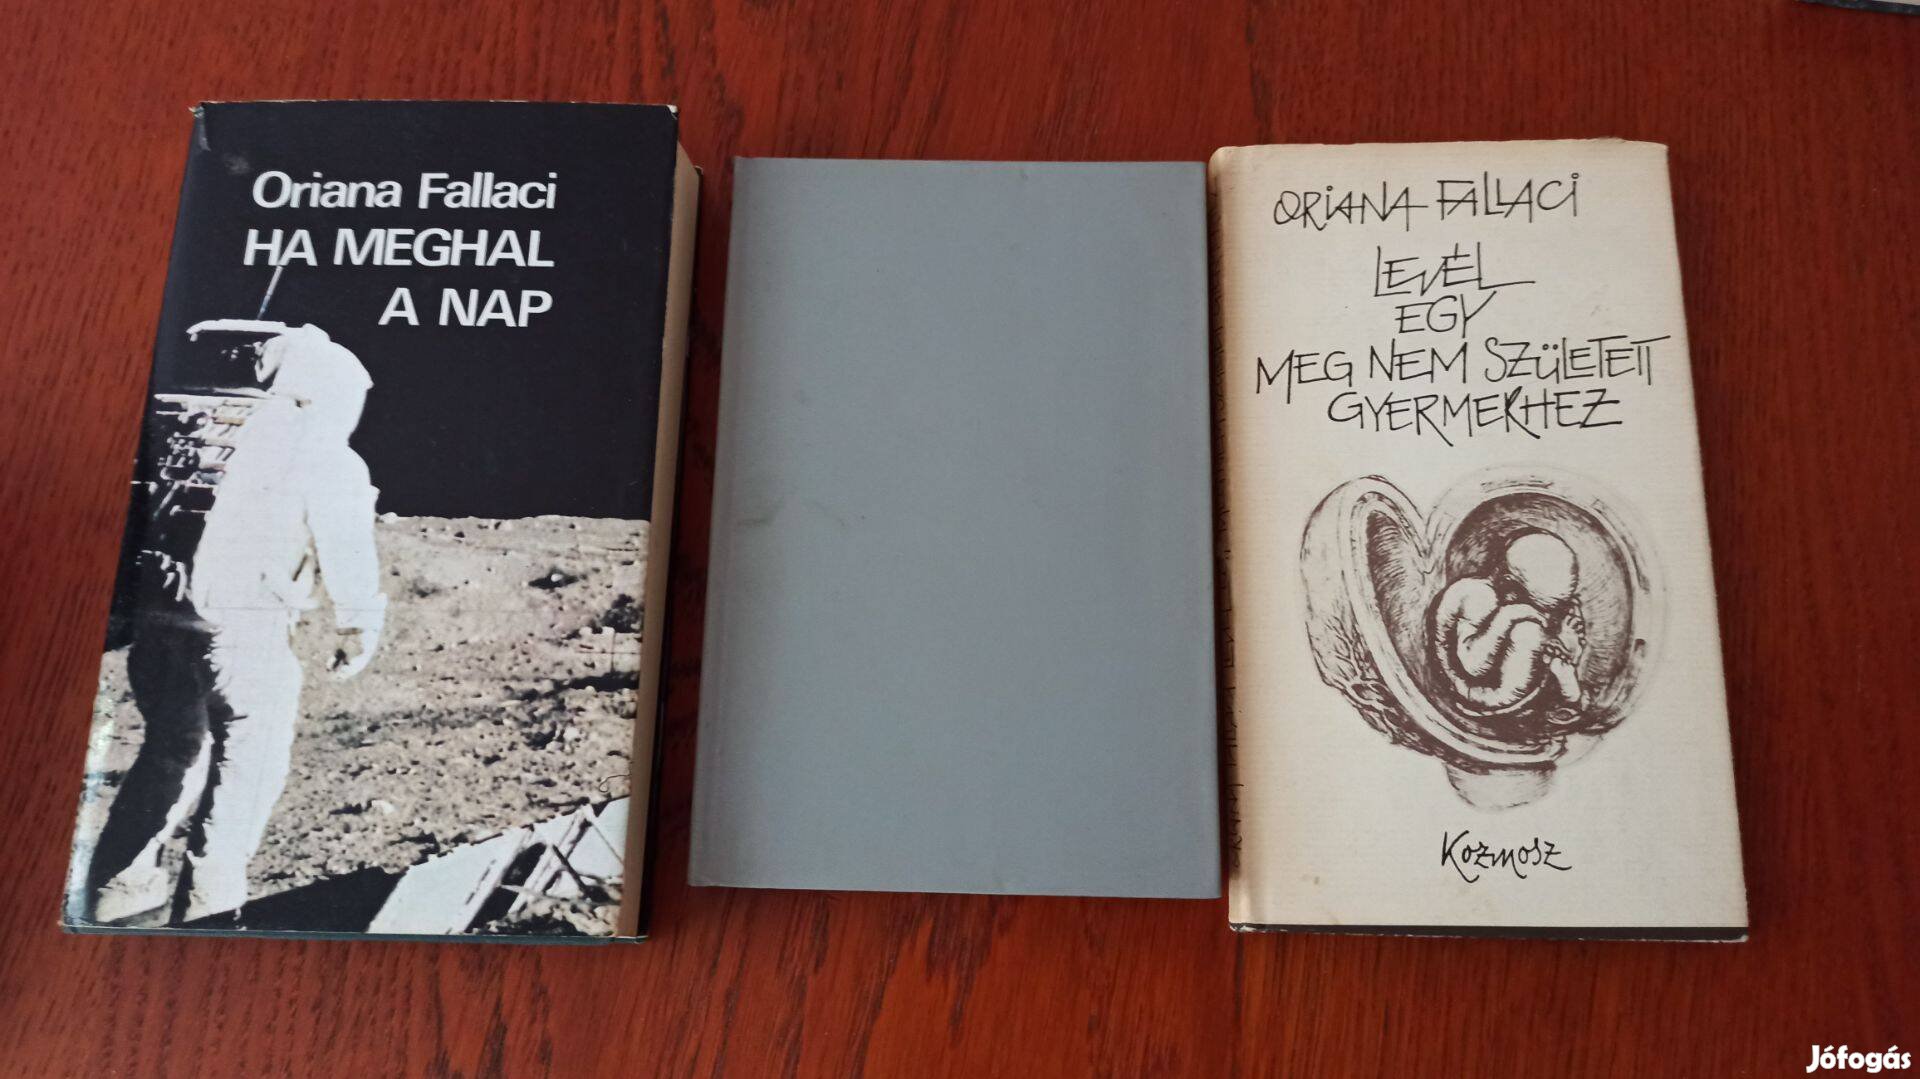 Oriana Fallaci
HA MEGHAL
A NAP
ORIANA FALLACI
LEVÉL
EGY
MEG NEM SZÜLETETT
GYERMEKHEZ
Kozmosz
Jófogás